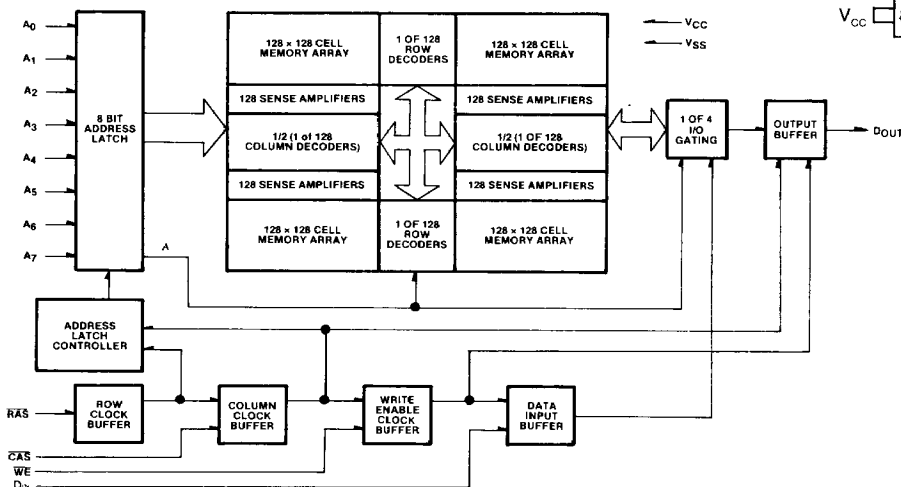 A0
A1
A2
A3
A4
A5
A6
A7
8 BIT
ADDRESS
LATCH
128 × 128 CELL
MEMORY ARRAY
1 OF 128
ROW
DECODERS
128 × 128 CELL
MEMORY ARRAY
128 SENSE AMPLIFIERS
128 SENSE AMPLIFIERS
1/2 (1 of 128
COLUMN DECODERS)
1/2 (1 OF 128
COLUMN DECODERS)
128 SENSE AMPLIFIERS
128 SENSE AMPLIFIERS
128 × 128 CELL
MEMORY ARRAY
1 OF 128
ROW
DECODERS
128 × 128 CELL
MEMORY ARRAY
VCC
VSS
VCC
1 OF 4
I/O
GATING
OUTPUT
BUFFER
DOUT
A
ADDRESS
LATCH
CONTROLLER
RAS
ROW
CLOCK
BUFFER
COLUMN
CLOCK
BUFFER
WRITE
ENABLE
CLOCK
BUFFER
DATA
INPUT
BUFFER
CAS
WE